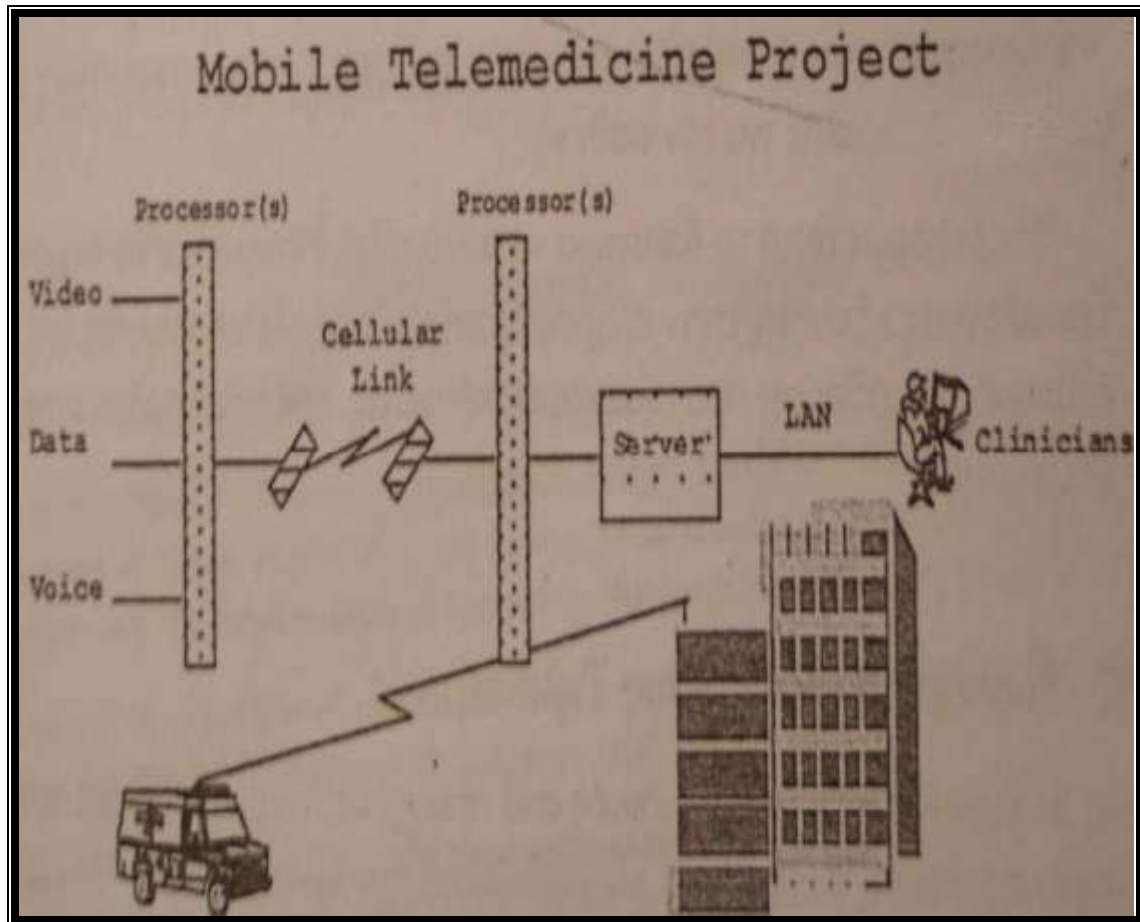 Mobile Telemedicine Project
Processor(s)
Processor(s)
Video
Cellular
Link
Data
Server
LAN
Clinicians
Voice